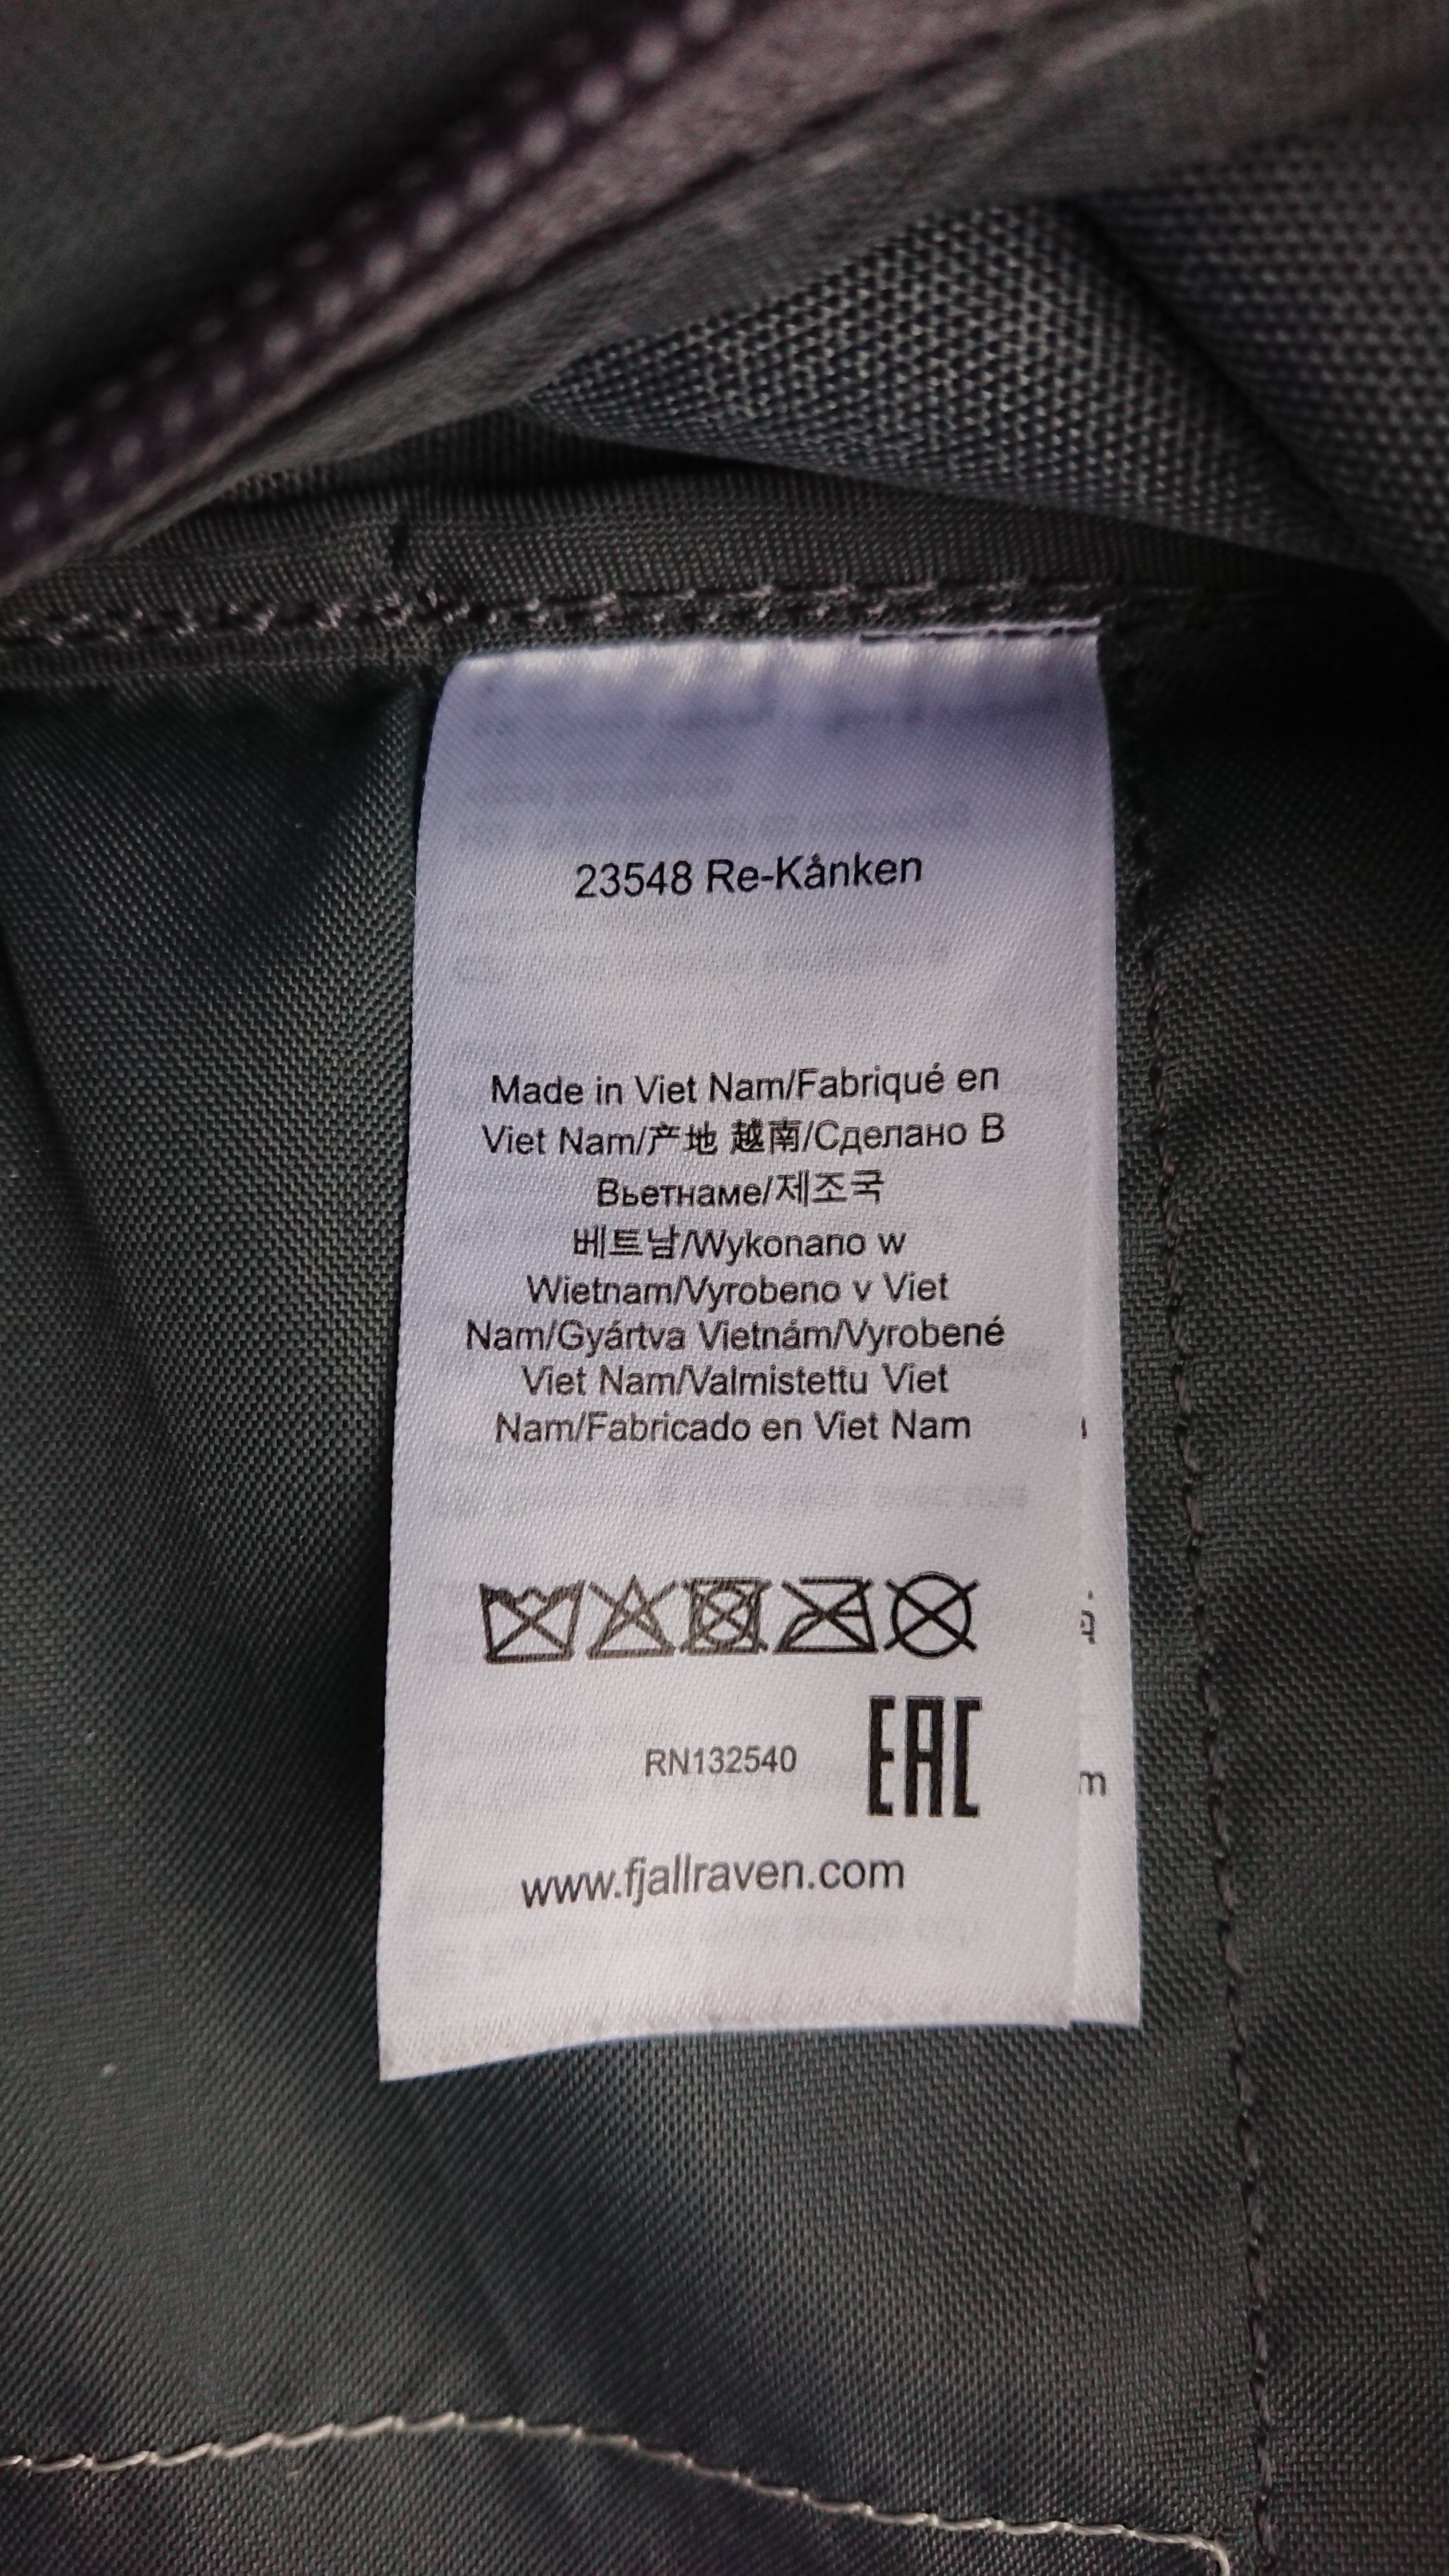 23548 Re-Kånken
Made in Viet Nam/Fabriqué en
Viet Nam/产地 越南/Сделано В
Вьетнаме/제조국
베트남/Wykonano w
Wietnam/Vyrobeno v Viet
Nam/Gyártva Vietnám/Vyrobené
Viet Nam/Valmistettu Viet
Nam/Fabricado en Viet Nam
RN132540 EAC
www.fjallraven.com
m